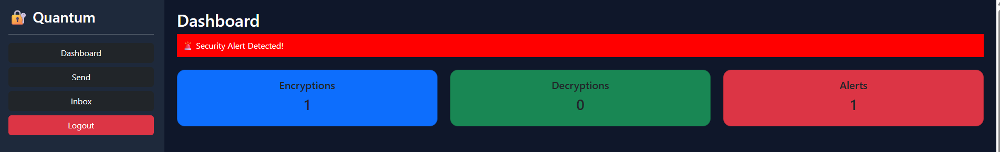 Quantum
Dashboard
Send
Inbox
Logout
Dashboard
Security Alert Detected!
Encryptions
1
Decryptions
0
Alerts
1